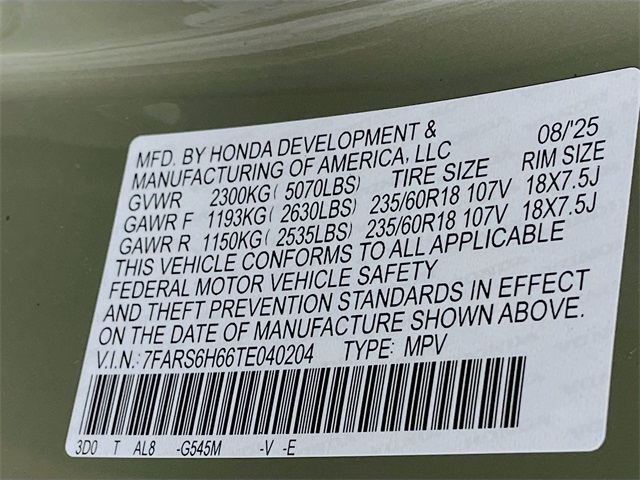 MFD. BY HONDA DEVELOPMENT & 08/'25
MANUFACTURING OF AMERICA, LLC
GVWR 2300KG ( 5070LBS) TIRE SIZE RIM SIZE
GAWR F 1193KG ( 2630LBS) 235/60R18 107V 18X7.5J
GAWR R 1150KG ( 2535LBS) 235/60R18 107V 18X7.5J
THIS VEHICLE CONFORMS TO ALL APPLICABLE
FEDERAL MOTOR VEHICLE SAFETY
AND THEFT PREVENTION STANDARDS IN EFFECT
ON THE DATE OF MANUFACTURE SHOWN ABOVE.
V.I.N.: 7FARS6H66TE040204 TYPE: MPV
3D0 T AL8 -G545M -V -E